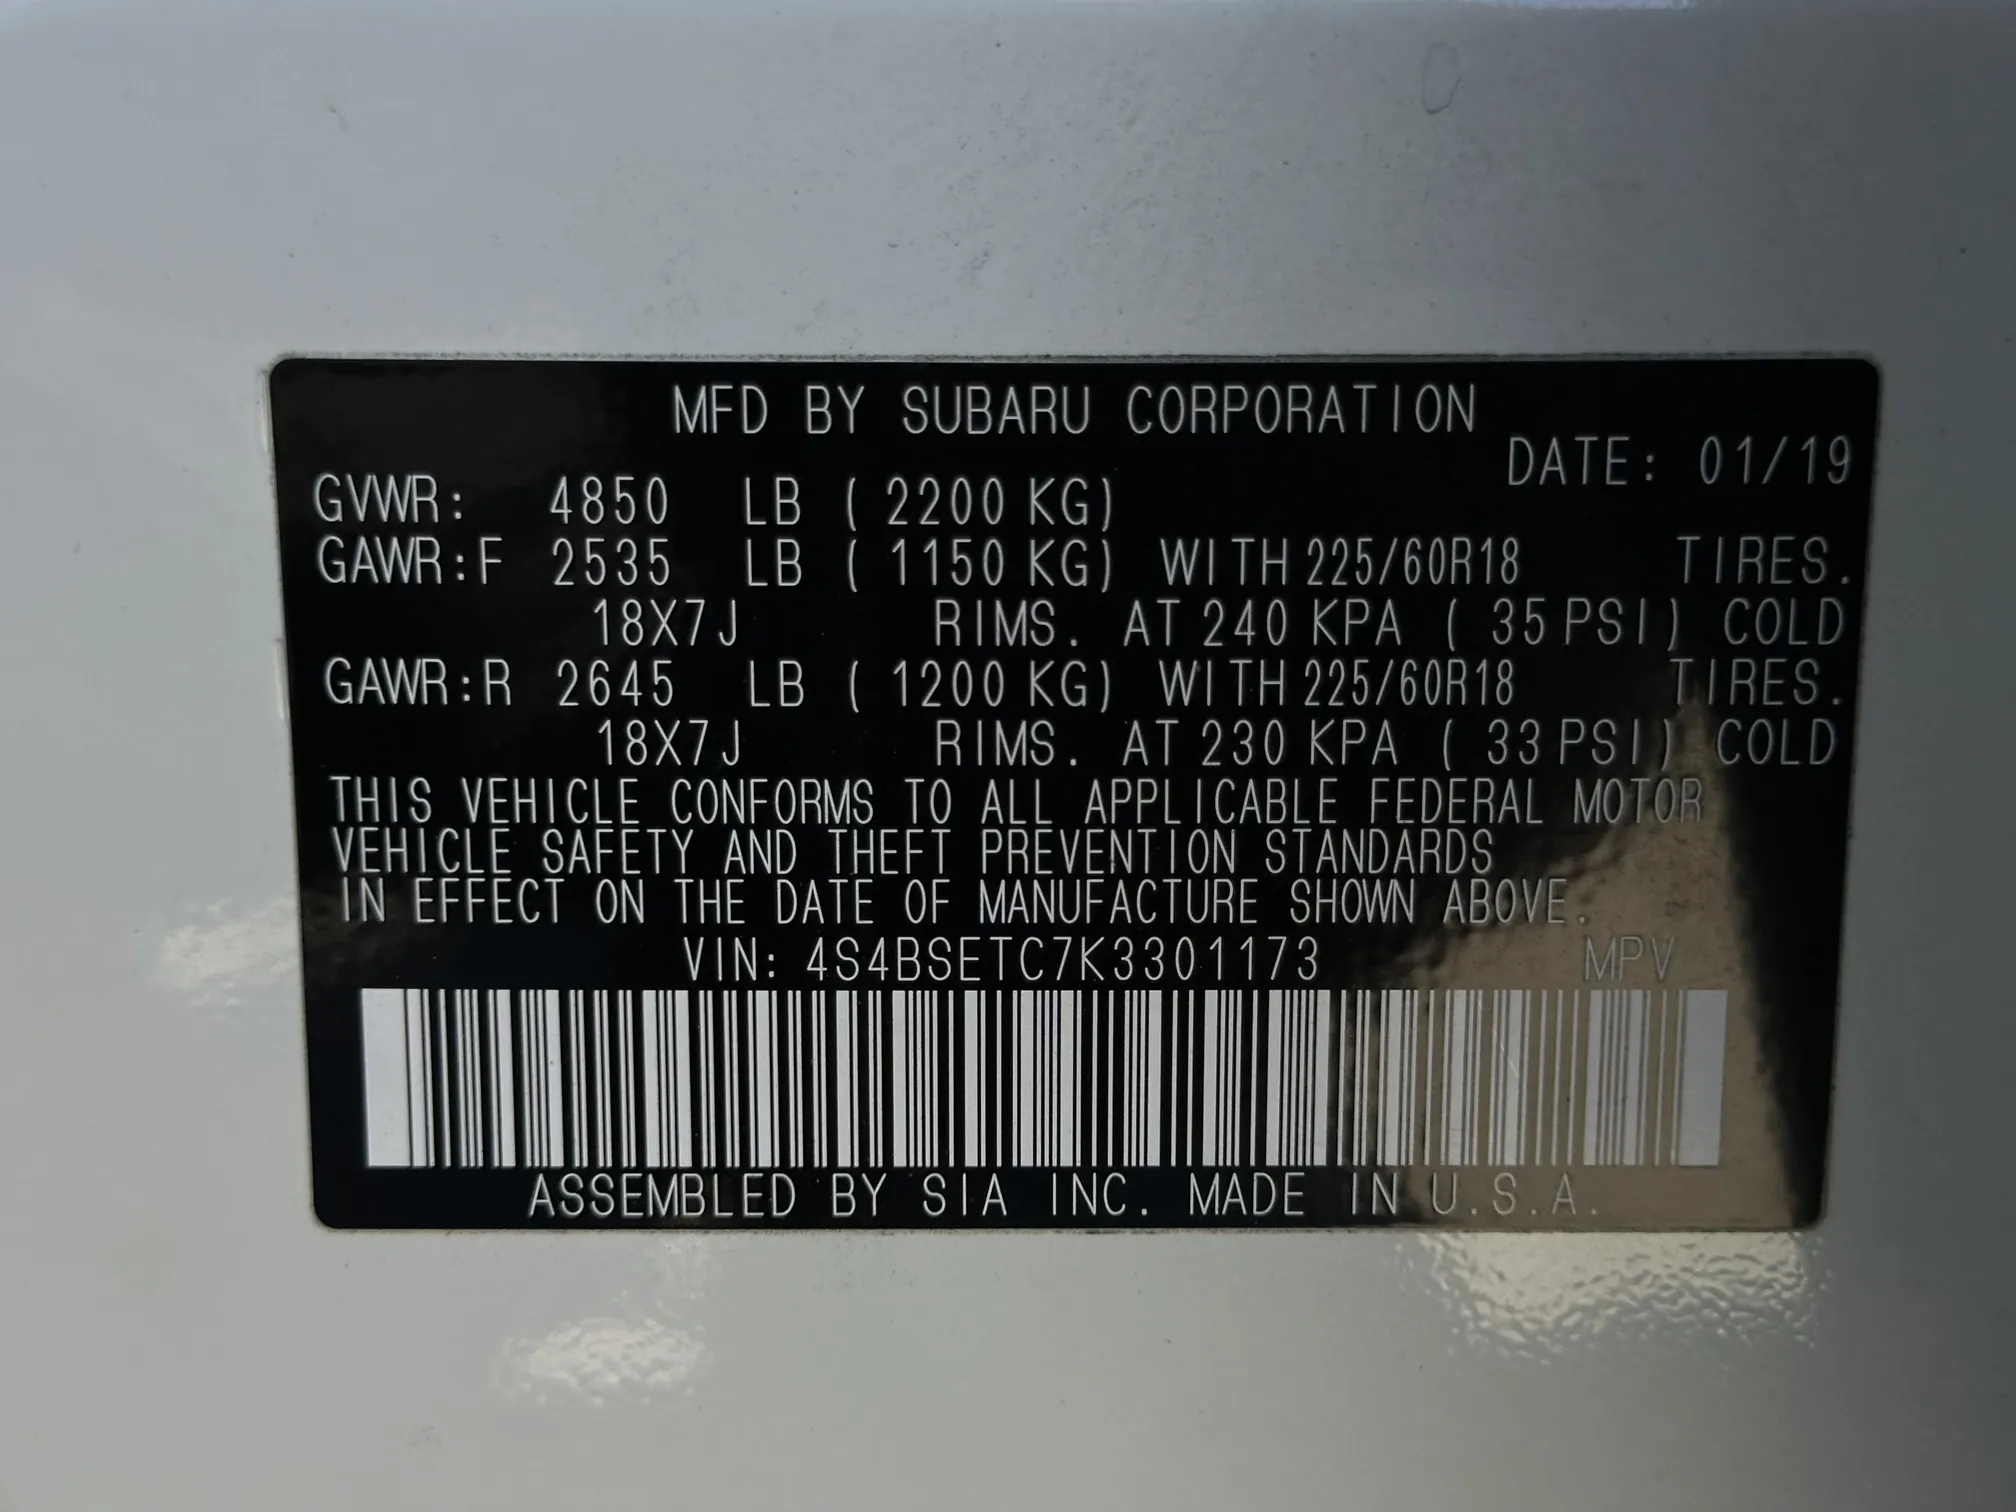 MFD BY SUBARU CORPORATION
DATE: 01/19
GVWR: 4850 LB ( 2200 KG)
GAWR:F 2535 LB ( 1150 KG) WITH 225/60R18 TIRES.
18X7J RIMS. AT 240 KPA ( 35 PSI) COLD
GAWR:R 2645 LB ( 1200 KG) WITH 225/60R18 TIRES.
18X7J RIMS. AT 230 KPA ( 33 PSI) COLD
THIS VEHICLE CONFORMS TO ALL APPLICABLE FEDERAL MOTOR
VEHICLE SAFETY AND THEFT PREVENTION STANDARDS
IN EFFECT ON THE DATE OF MANUFACTURE SHOWN ABOVE.
VIN: 4S4BSETC7K3301173 MPV
ASSEMBLED BY SIA INC. MADE IN U.S.A.